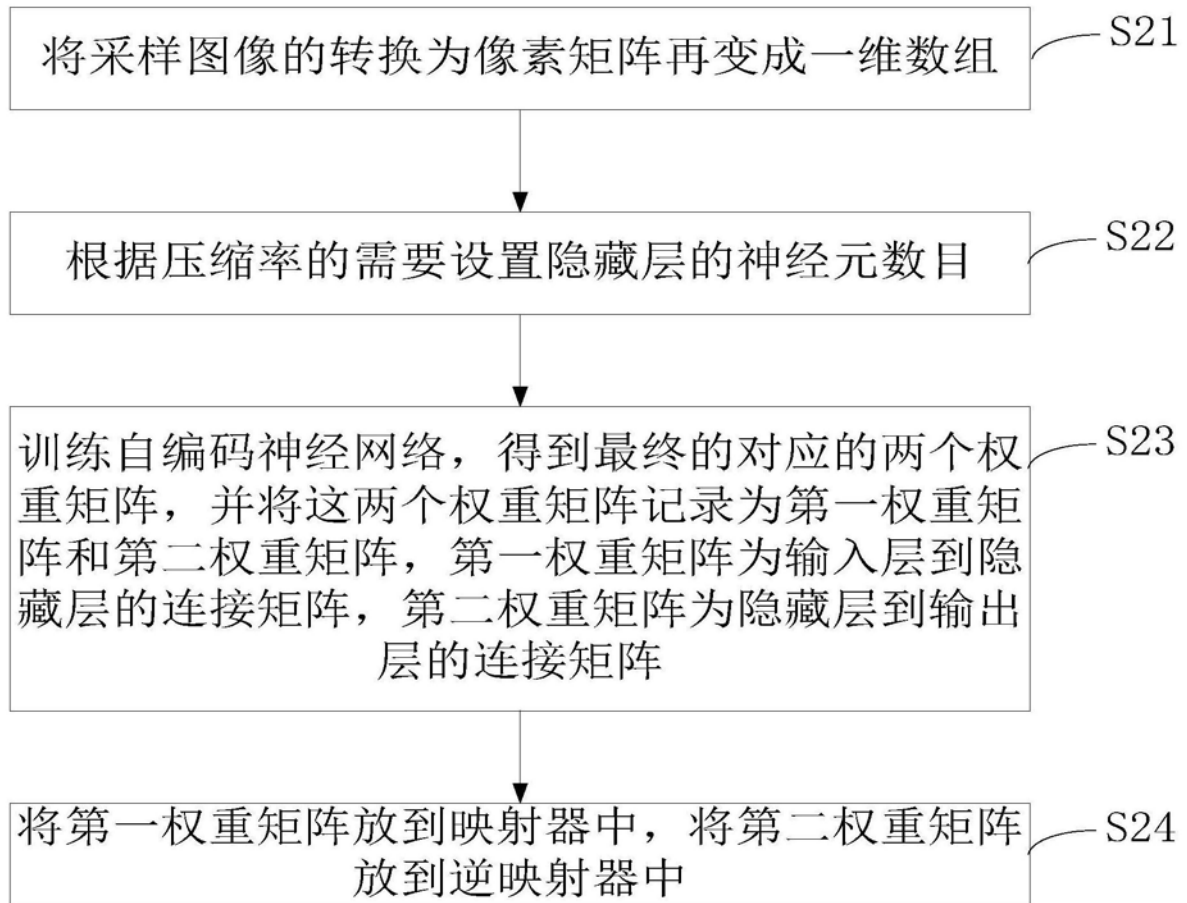 将采样图像的转换为像素矩阵再变成一维数组
S21
根据压缩率的需要设置隐藏层的神经元数目
S22
训练自编码神经网络，得到最终的对应的两个权
重矩阵，并将这两个权重矩阵记录为第一权重矩
阵和第二权重矩阵，第一权重矩阵为输入层到隐
藏层的连接矩阵，第二权重矩阵为隐藏层到输出
层的连接矩阵
S23
将第一权重矩阵放到映射器中，将第二权重矩阵
放到逆映射器中
S24